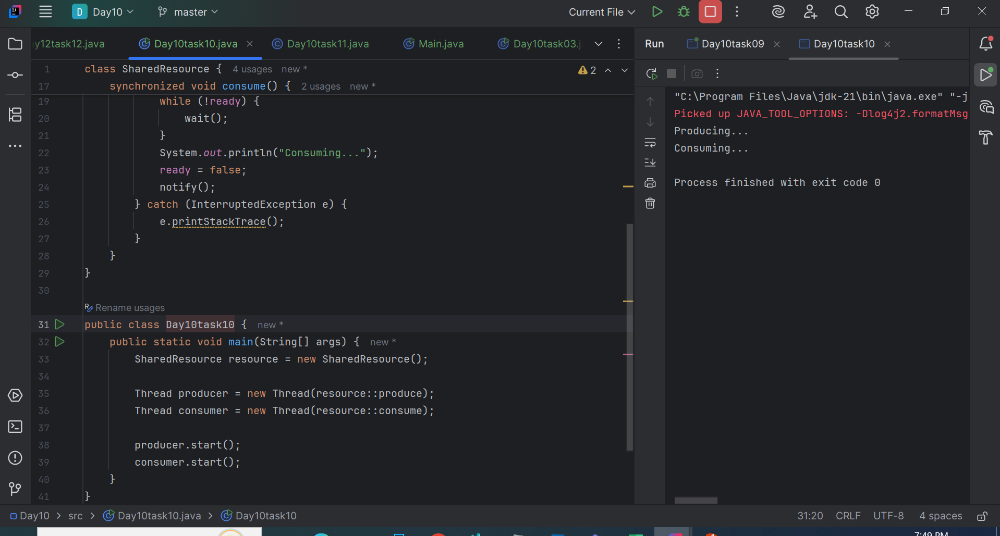 D Day10 master Current File
y12task12.java Day10task10.java Day10task11.java Main.java Day10task03.j Run Day10task09 Day10task10
1 class SharedResource { 4 usages new * 2
17 synchronized void consume() { 2 usages new *
19 while (!ready) {
20 wait();
21 }
22 System.out.println("Consuming...");
23 ready = false;
24 notify();
25 } catch (InterruptedException e) {
26 e.printStackTrace();
27 }
28 }
29 }
30
Rename usages
31 public class Day10task10 { new *
32 public static void main(String[] args) { new *
33 SharedResource resource = new SharedResource();
34
35 Thread producer = new Thread(resource::produce);
36 Thread consumer = new Thread(resource::consume);
37
38 producer.start();
39 consumer.start();
40 }
41 }
"C:\Program Files\Java\jdk-21\bin\java.exe" "-j
Picked up JAVA_TOOL_OPTIONS: -Dlog4j2.formatMsg
Producing...
Consuming...
Process finished with exit code 0
Day10 > src > Day10task10.java > Day10task10 31:20 CRLF UTF-8 4 spaces
7:49 PM